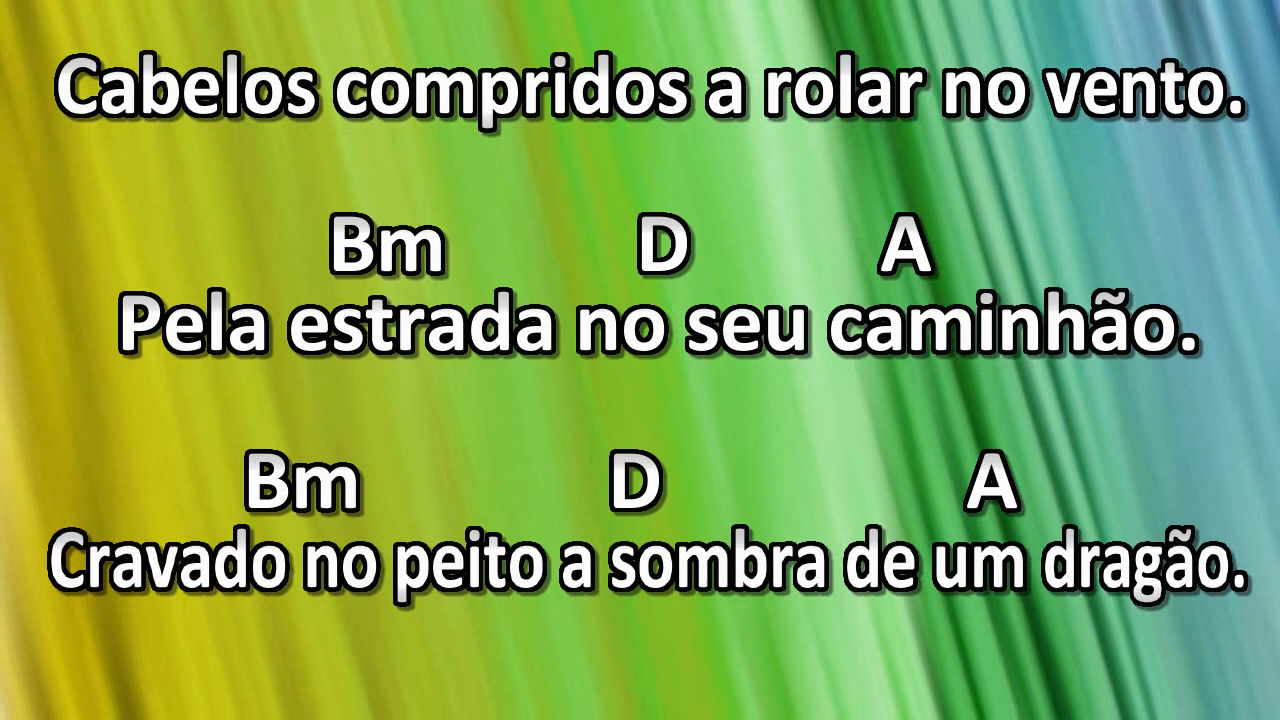 Cabelos compridos a rolar no vento.
Bm D A
Pela estrada no seu caminhão.
Bm D A
Cravado no peito a sombra de um dragão.